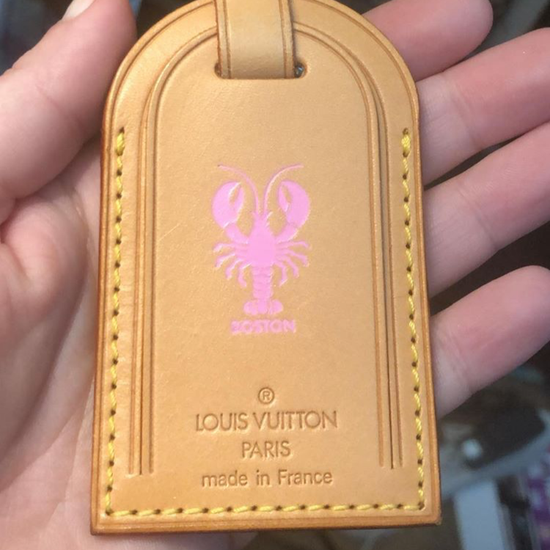 BOSTON
®
LOUIS VUITTON
PARIS
made in France